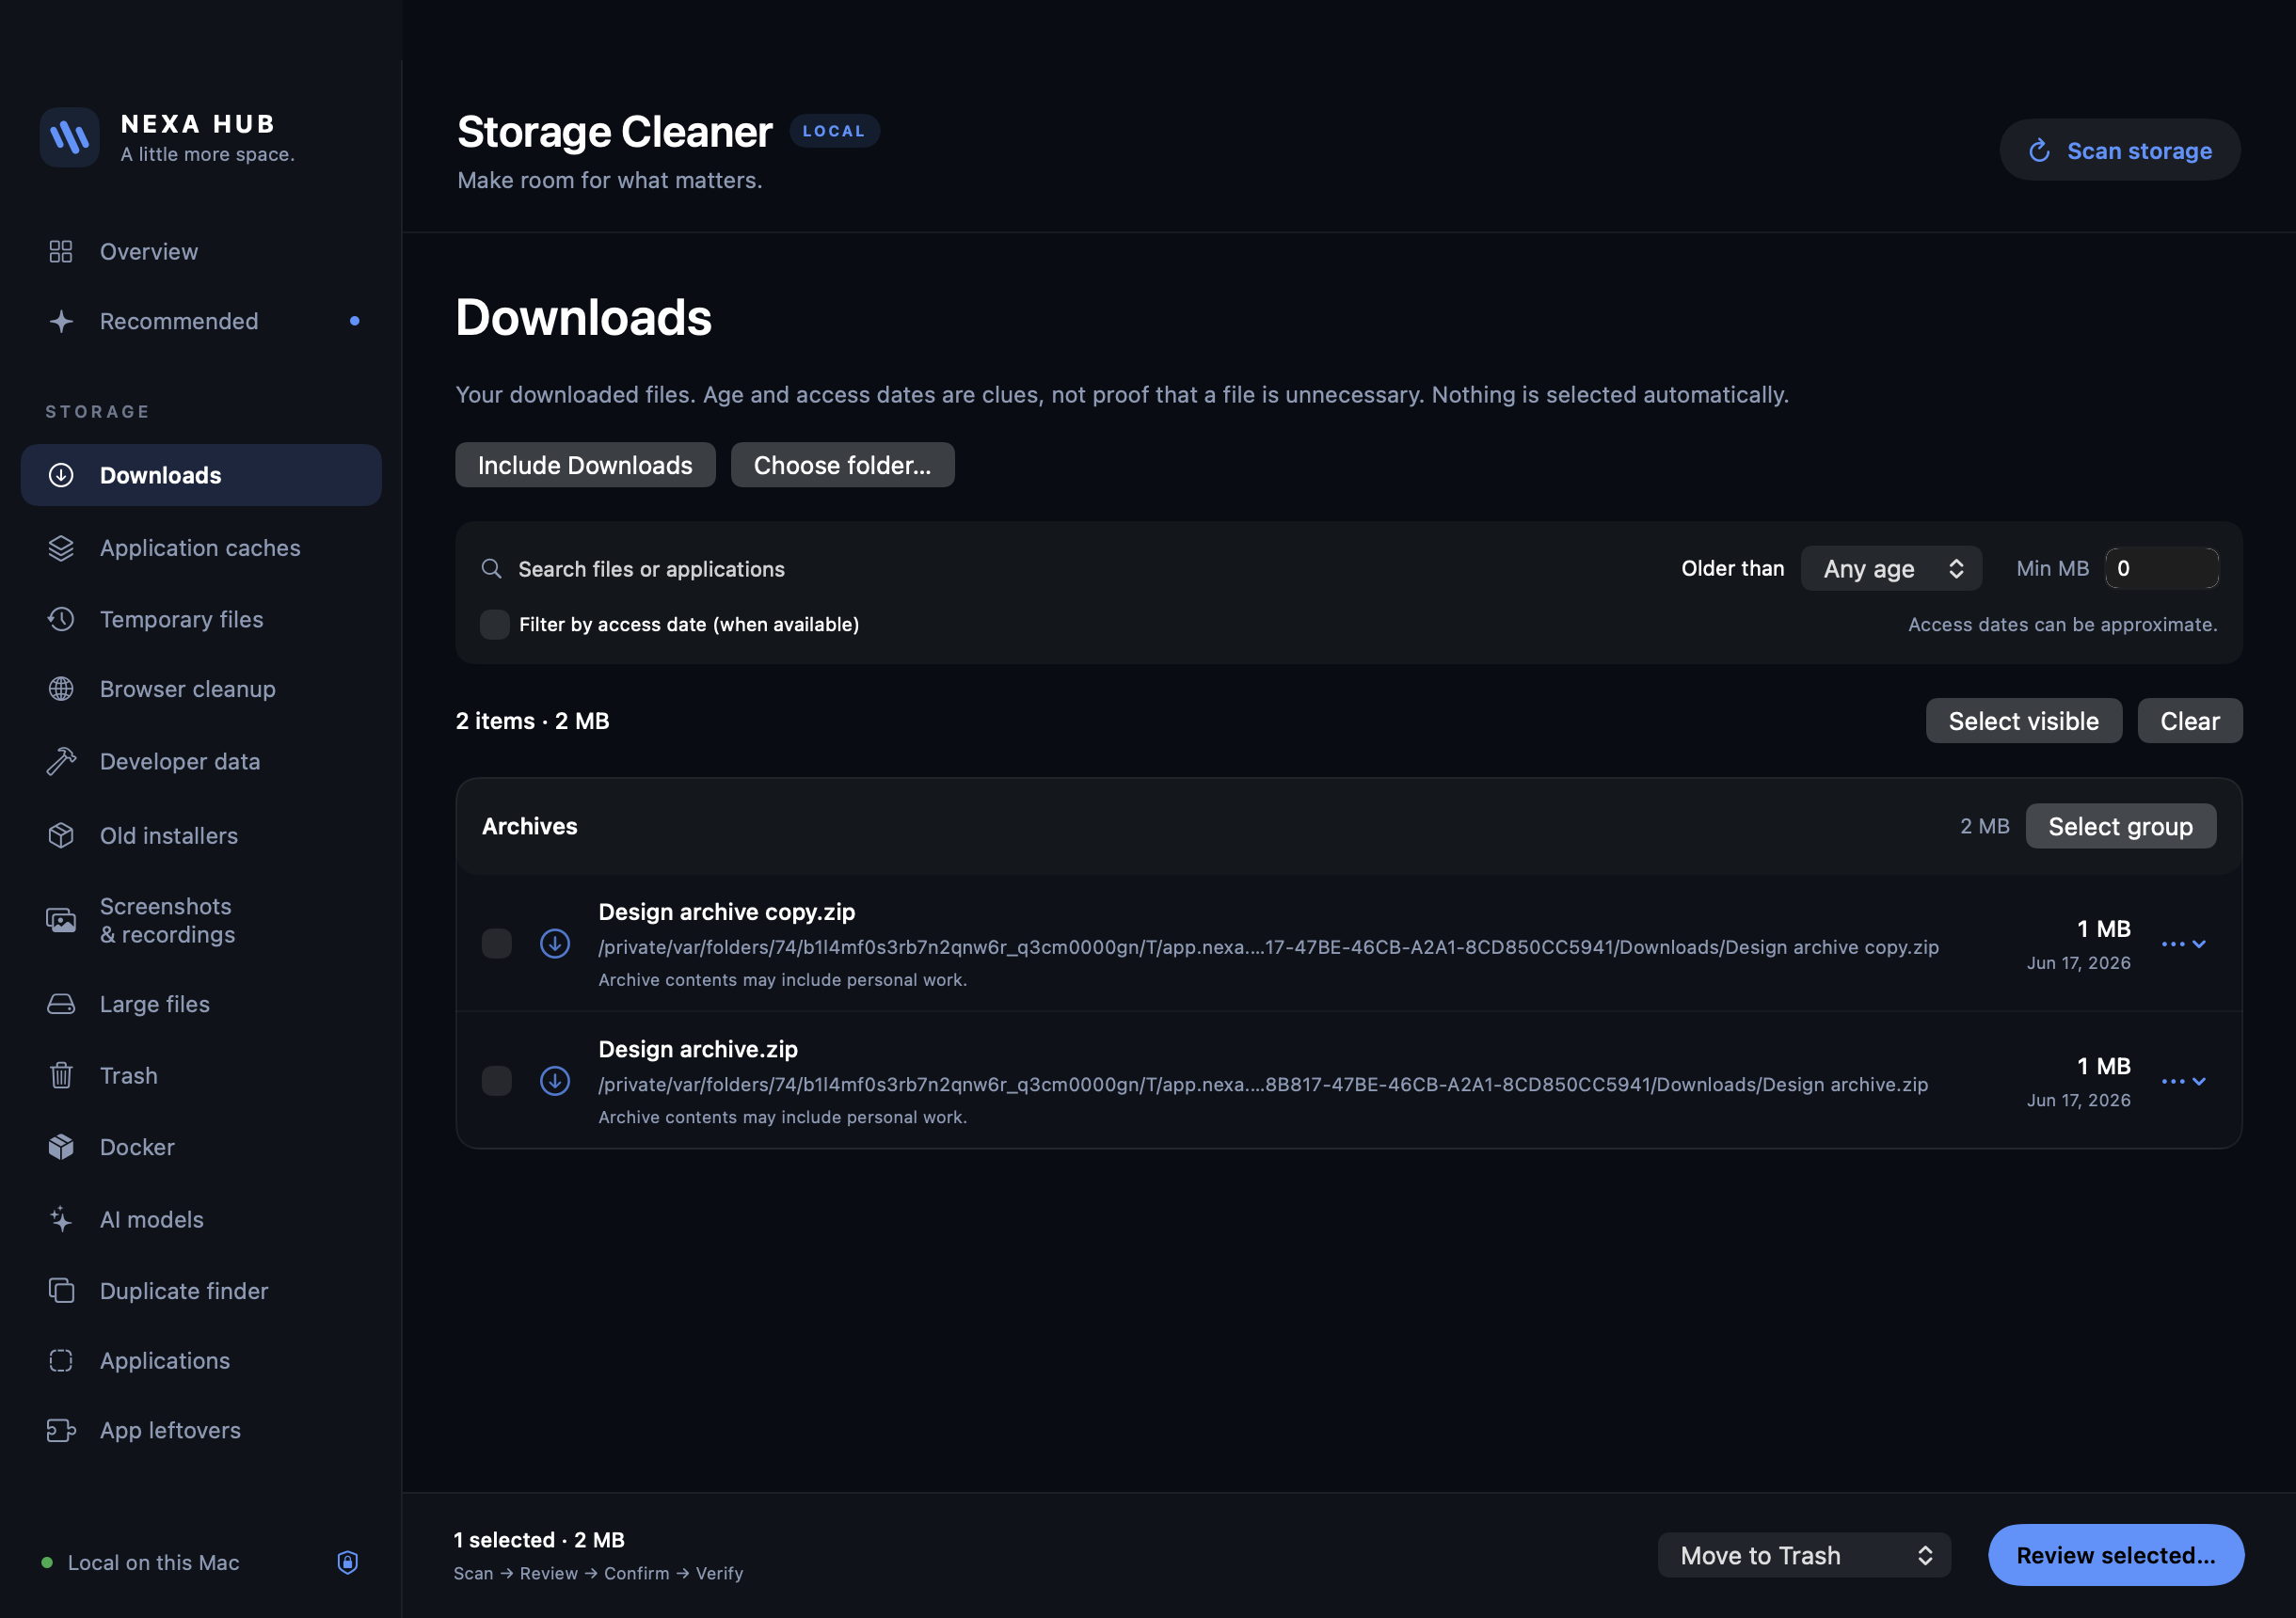 NEXA HUB
A little more space.
Overview
Recommended
STORAGE
Downloads
Application caches
Temporary files
Browser cleanup
Developer data
Old installers
Screenshots
& recordings
Large files
Trash
Docker
AI models
Duplicate finder
Applications
App leftovers
Local on this Mac
Storage Cleaner LOCAL
Make room for what matters.
Scan storage
Downloads
Your downloaded files. Age and access dates are clues, not proof that a file is unnecessary. Nothing is selected automatically.
Include Downloads Choose folder...
Search files or applications Older than Any age Min MB 0
Filter by access date (when available) Access dates can be approximate.
2 items · 2 MB Select visible Clear
Archives 2 MB Select group
Design archive copy.zip
/private/var/folders/74/b1l4mf0s3rb7n2qnw6r_q3cm0000gn/T/app.nexa....17-47BE-46CB-A2A1-8CD850CC5941/Downloads/Design archive copy.zip
Archive contents may include personal work.
1 MB
Jun 17, 2026
Design archive.zip
/private/var/folders/74/b1l4mf0s3rb7n2qnw6r_q3cm0000gn/T/app.nexa....8B817-47BE-46CB-A2A1-8CD850CC5941/Downloads/Design archive.zip
Archive contents may include personal work.
1 MB
Jun 17, 2026
1 selected · 2 MB
Scan → Review → Confirm → Verify
Move to Trash
Review selected...